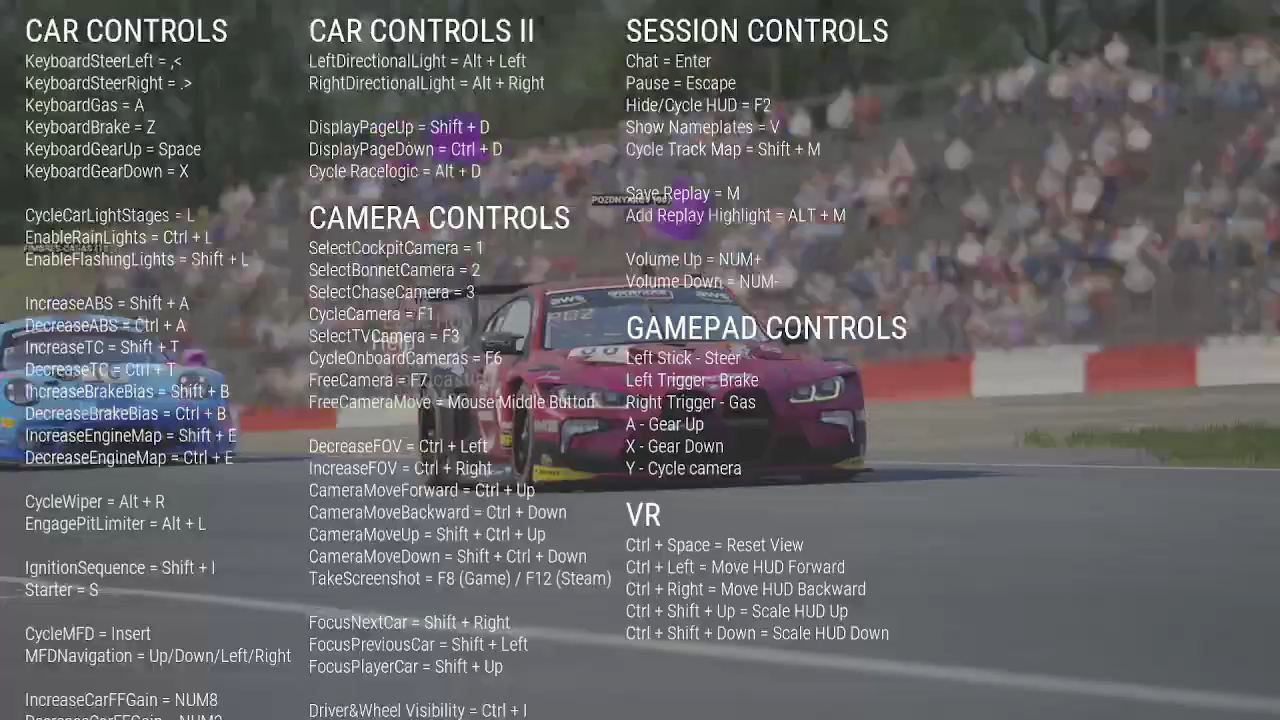 CAR CONTROLS
KeyboardSteerLeft = ,<
KeyboardSteerRight = .>
KeyboardGas = A
KeyboardBrake = Z
KeyboardGearUp = Space
KeyboardGearDown = X
CycleCarLightStages = L
EnableRainLights = Ctrl + L
EnableFlashingLights = Shift + L
IncreaseABS = Shift + A
DecreaseABS = Ctrl + A
IncreaseTC = Shift + T
DecreaseTC = Ctrl + T
IncreaseBrakeBias = Shift + B
DecreaseBrakeBias = Ctrl + B
IncreaseEngineMap = Shift + E
DecreaseEngineMap = Ctrl + E
CycleWiper = Alt + R
EngagePitLimiter = Alt + L
IgnitionSequence = Shift + I
Starter = S
CycleMFD = Insert
MFDNavigation = Up/Down/Left/Right
IncreaseCarFFGain = NUM8
CAR CONTROLS II
LeftDirectionalLight = Alt + Left
RightDirectionalLight = Alt + Right
DisplayPageUp = Shift + D
DisplayPageDown = Ctrl + D
Cycle Racelogic = Alt + D
CAMERA CONTROLS
SelectCockpitCamera = 1
SelectBonnetCamera = 2
SelectChaseCamera = 3
CycleCamera = F1
SelectTVCamera = F3
CycleOnboardCameras = F6
FreeCamera = F7
FreeCameraMove = Mouse Middle Button
DecreaseFOV = Ctrl + Left
IncreaseFOV = Ctrl + Right
CameraMoveForward = Ctrl + Up
CameraMoveBackward = Ctrl + Down
CameraMoveUp = Shift + Ctrl + Up
CameraMoveDown = Shift + Ctrl + Down
TakeScreenshot = F8 (Game) / F12 (Steam)
FocusNextCar = Shift + Right
FocusPreviousCar = Shift + Left
FocusPlayerCar = Shift + Up
Driver&Wheel Visibility = Ctrl + I
SESSION CONTROLS
Chat = Enter
Pause = Escape
Hide/Cycle HUD = F2
Show Nameplates = V
Cycle Track Map = Shift + M
Save Replay = M
Add Replay Highlight = ALT + M
Volume Up = NUM+
Volume Down = NUM-
GAMEPAD CONTROLS
Left Stick - Steer
Left Trigger - Brake
Right Trigger - Gas
A - Gear Up
X - Gear Down
Y - Cycle camera
VR
Ctrl + Space = Reset View
Ctrl + Left = Move HUD Forward
Ctrl + Right = Move HUD Backward
Ctrl + Shift + Up = Scale HUD Up
Ctrl + Shift + Down = Scale HUD Down
aws
aws